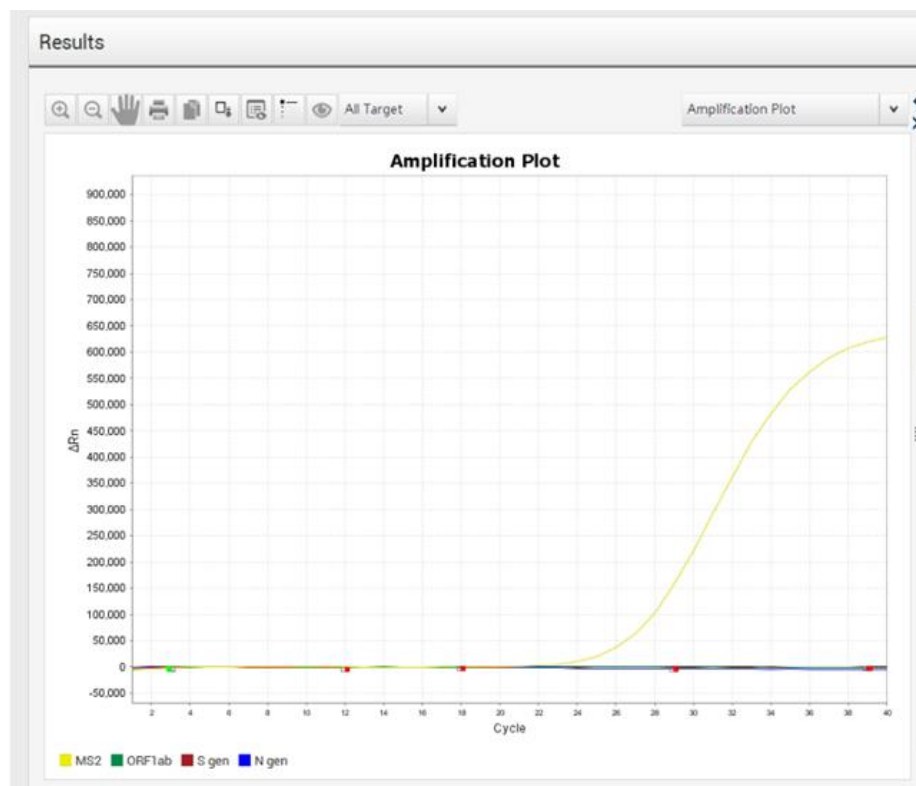 Results
All Target
Amplification Plot
Amplification Plot
900,000
850,000
800,000
750,000
700,000
650,000
600,000
550,000
500,000
450,000
400,000
350,000
300,000
250,000
200,000
150,000
100,000
50,000
0
-50,000
ΔRn
2 4 6 8 10 12 14 16 18 20 22 24 26 28 30 32 34 36 38 40
Cycle
MS2 ORF1ab S gen N gen